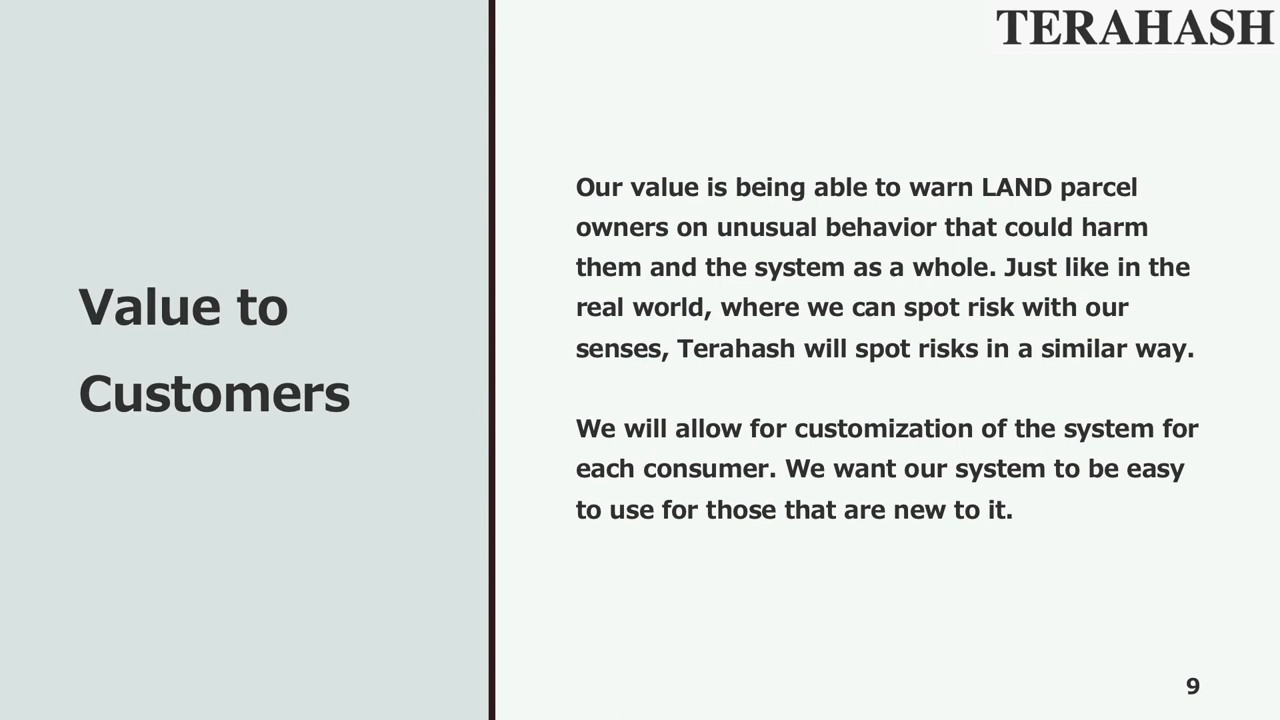 TERAHASH
Value to
Customers
Our value is being able to warn LAND parcel
owners on unusual behavior that could harm
them and the system as a whole. Just like in the
real world, where we can spot risk with our
senses, Terahash will spot risks in a similar way.
We will allow for customization of the system for
each consumer. We want our system to be easy
to use for those that are new to it.
9